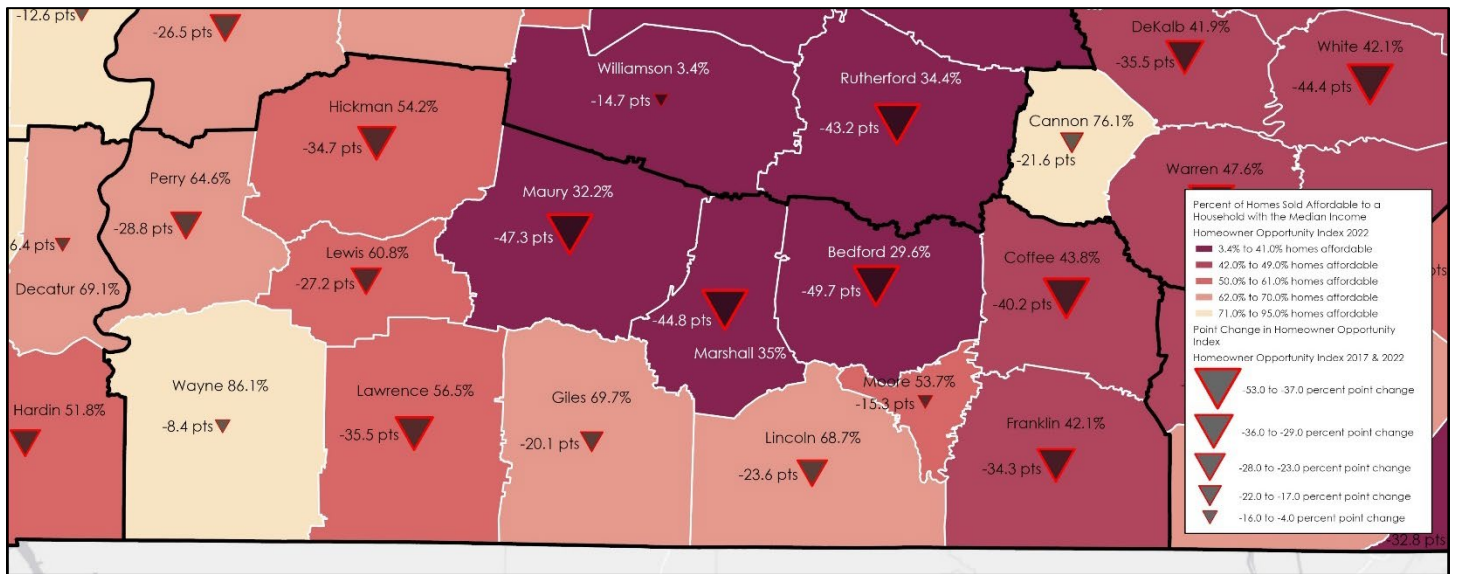 -12.6 pts
-26.5 pts
DeKalb 41.9%
-35.5 pts
White 42.1%
-44.4 pts
Williamson 3.4%
-14.7 pts
Rutherford 34.4%
-43.2 pts
Hickman 54.2%
-34.7 pts
Cannon 76.1%
-21.6 pts
Perry 64.6%
-28.8 pts
Maury 32.2%
-47.3 pts
Warren 47.6%
6.4 pts
Decatur 69.1%
Lewis 60.8%
-27.2 pts
-44.8 pts
Marshall 35%
Bedford 29.6%
-49.7 pts
Coffee 43.8%
-40.2 pts
Wayne 86.1%
-8.4 pts
Lawrence 56.5%
-35.5 pts
Giles 69.7%
-20.1 pts
Moore 53.7%
-15.3 pts
Hardin 51.8%
Lincoln 68.7%
-23.6 pts
Franklin 42.1%
-34.3 pts
Percent of Homes Sold Affordable to a
Household with the Median Income
Homeowner Opportunity Index 2022
3.4% to 41.0% homes affordable
42.0% to 49.0% homes affordable
50.0% to 61.0% homes affordable
62.0% to 70.0% homes affordable
71.0% to 95.0% homes affordable
Point Change in Homeowner Opportunity
Index
Homeowner Opportunity Index 2017 & 2022
-53.0 to -37.0 percent point change
-36.0 to -29.0 percent point change
-28.0 to -23.0 percent point change
-22.0 to -17.0 percent point change
-16.0 to -4.0 percent point change
pts
-32.8 pts